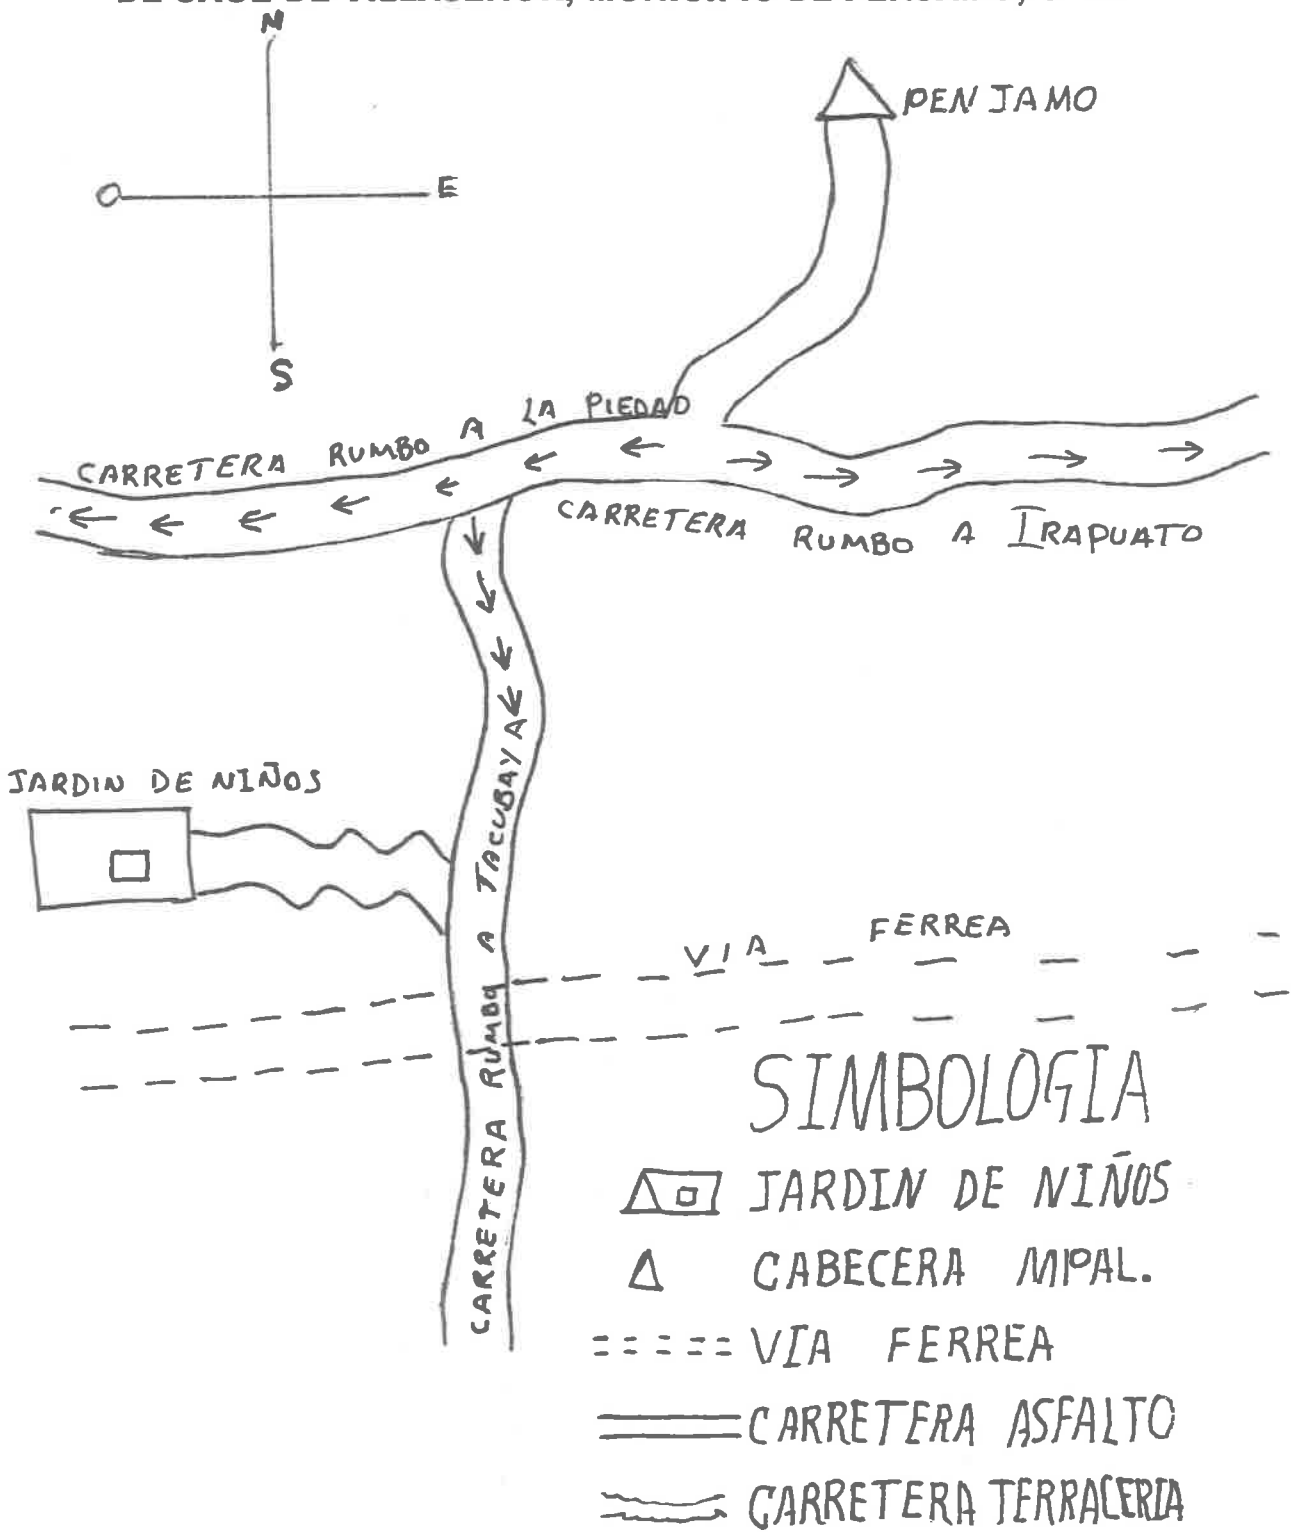 N
PENJAMO
O
E
S
CARRETERA RUMBO A LA PIEDAD
CARRETERA RUMBO A IRAPUATO
JARDIN DE NIÑOS
CARRETERA RUMBO A TACUBAYA
VIA FERREA
SIMBOLOGIA
JARDIN DE NIÑOS
CABECERA MPAL.
VIA FERREA
CARRETERA ASFALTO
CARRETERA TERRACERIA